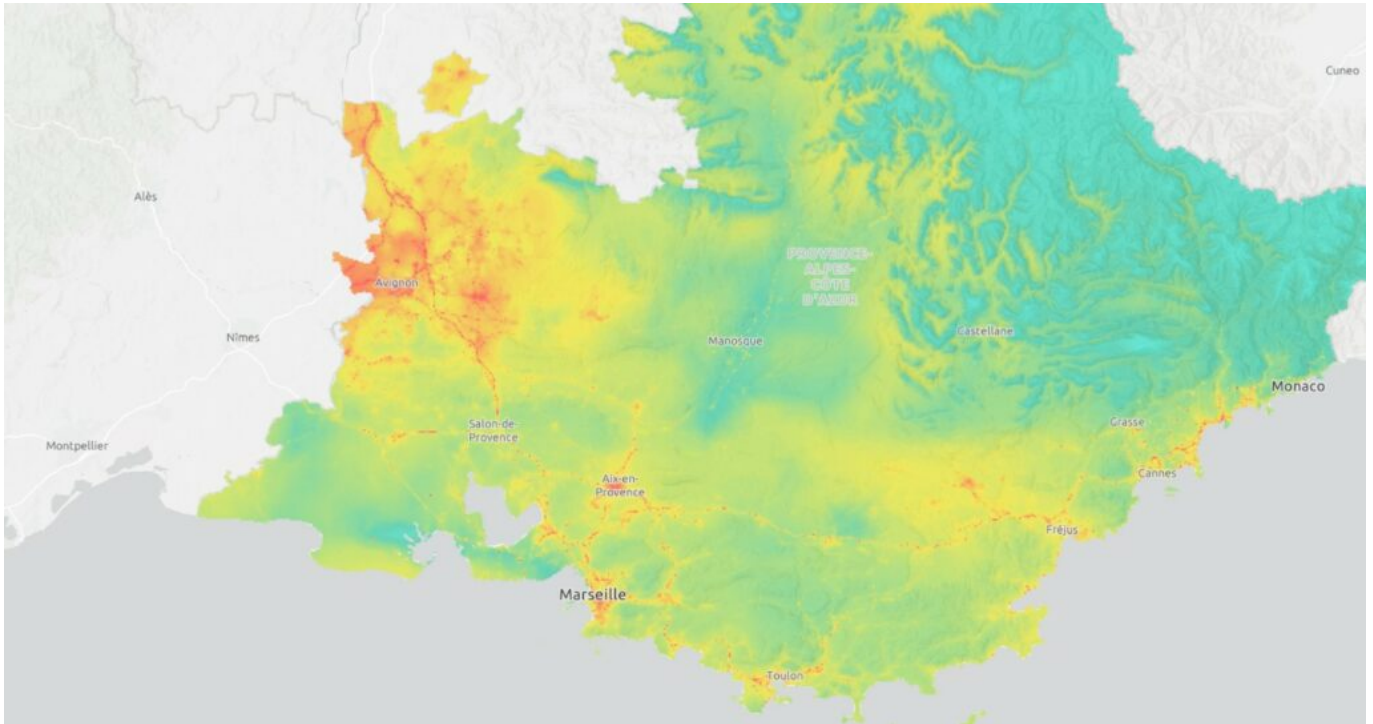 Cuneo
Alès
PROVENCE-
ALPES-
CÔTE
D'AZUR
Avignon
Nîmes
Manosque
Castellane
Monaco
Salon-de-
Provence
Grasse
Montpellier
Aix-en-
Provence
Cannes
Fréjus
Marseille
Toulon